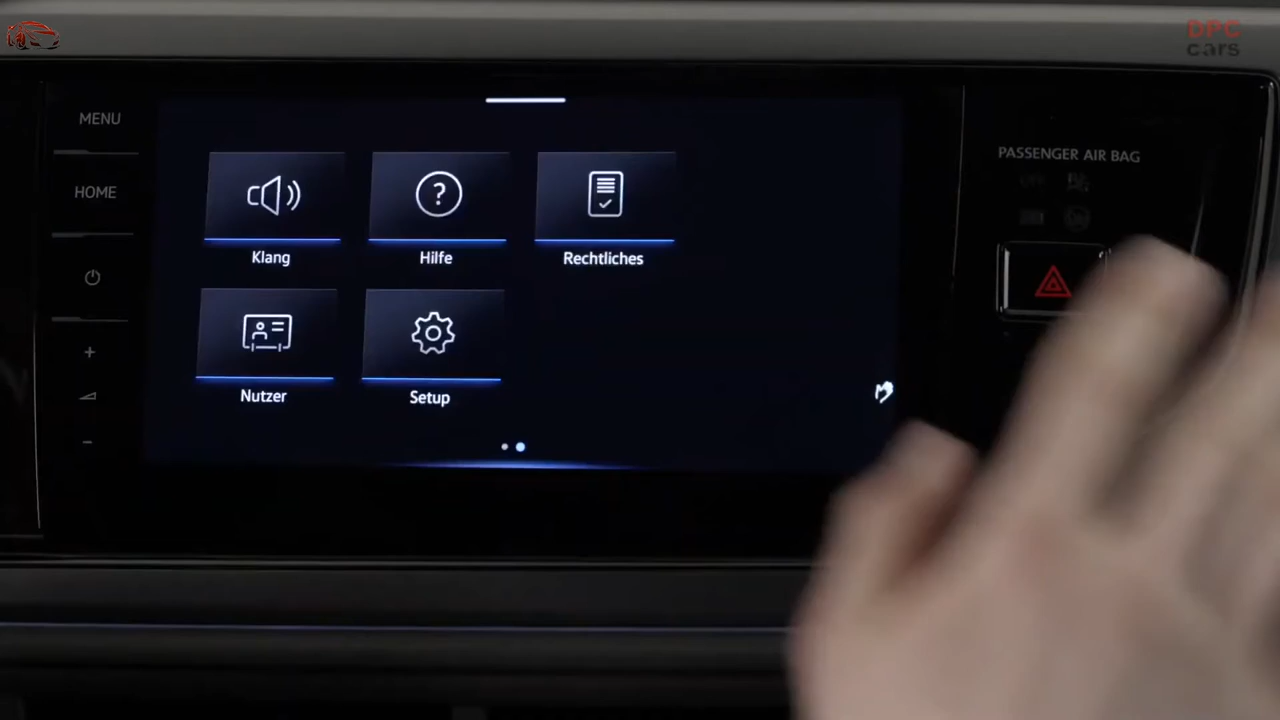 DPC
cars
MENU
HOME
PASSENGER AIR BAG
Klang
Hilfe
Rechtliches
Nutzer
Setup